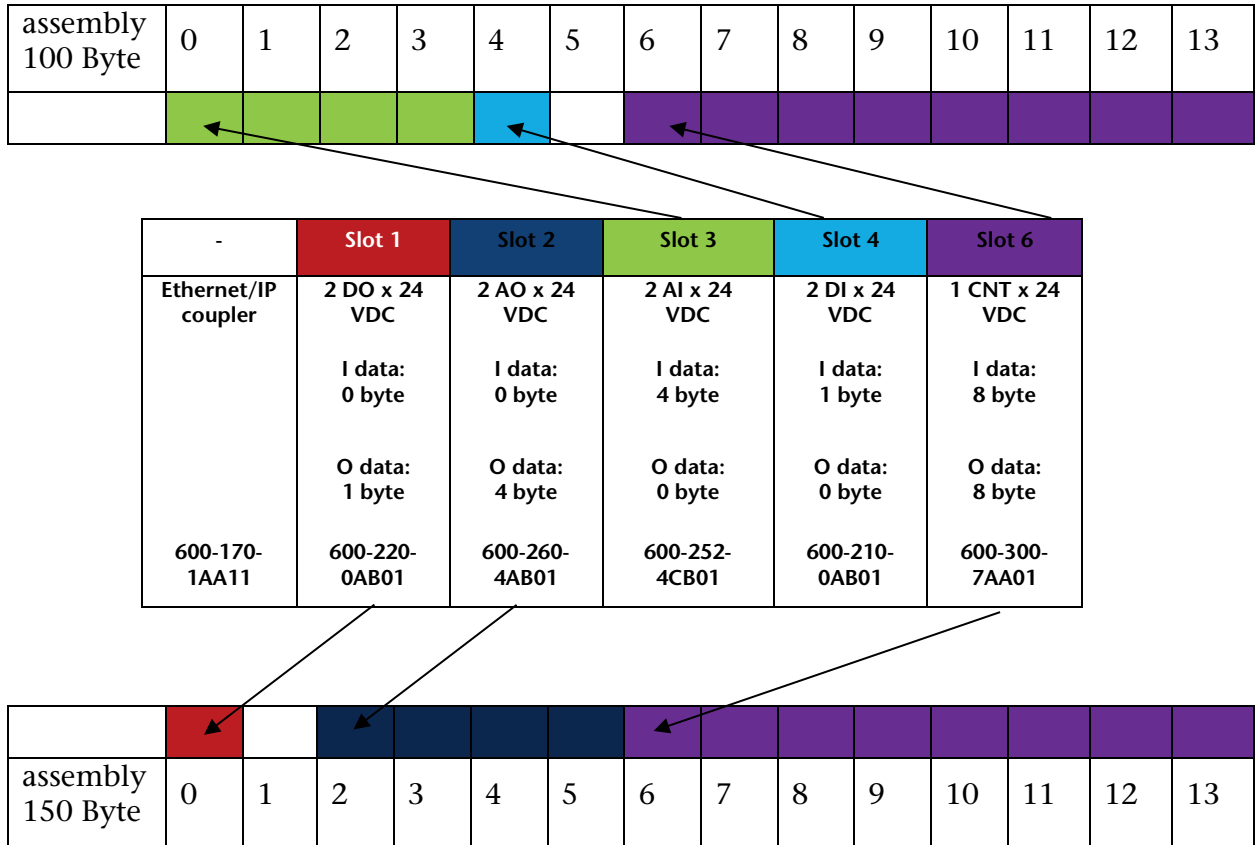 assembly 100 Byte 0 1 2 3 4 5 6 7 8 9 10 11 12 13
- Slot 1 Slot 2 Slot 3 Slot 4 Slot 6
Ethernet/IP 2 DO x 24 2 AO x 24 2 AI x 24 2 DI x 24 1 CNT x 24
coupler VDC VDC VDC VDC VDC
I data: I data: I data: I data: I data:
0 byte 0 byte 4 byte 1 byte 8 byte
O data: O data: O data: O data: O data:
1 byte 4 byte 0 byte 0 byte 8 byte
600-170- 600-220- 600-260- 600-252- 600-210- 600-300-
1AA11 0AB01 4AB01 4CB01 0AB01 7AA01
assembly 150 Byte 0 1 2 3 4 5 6 7 8 9 10 11 12 13